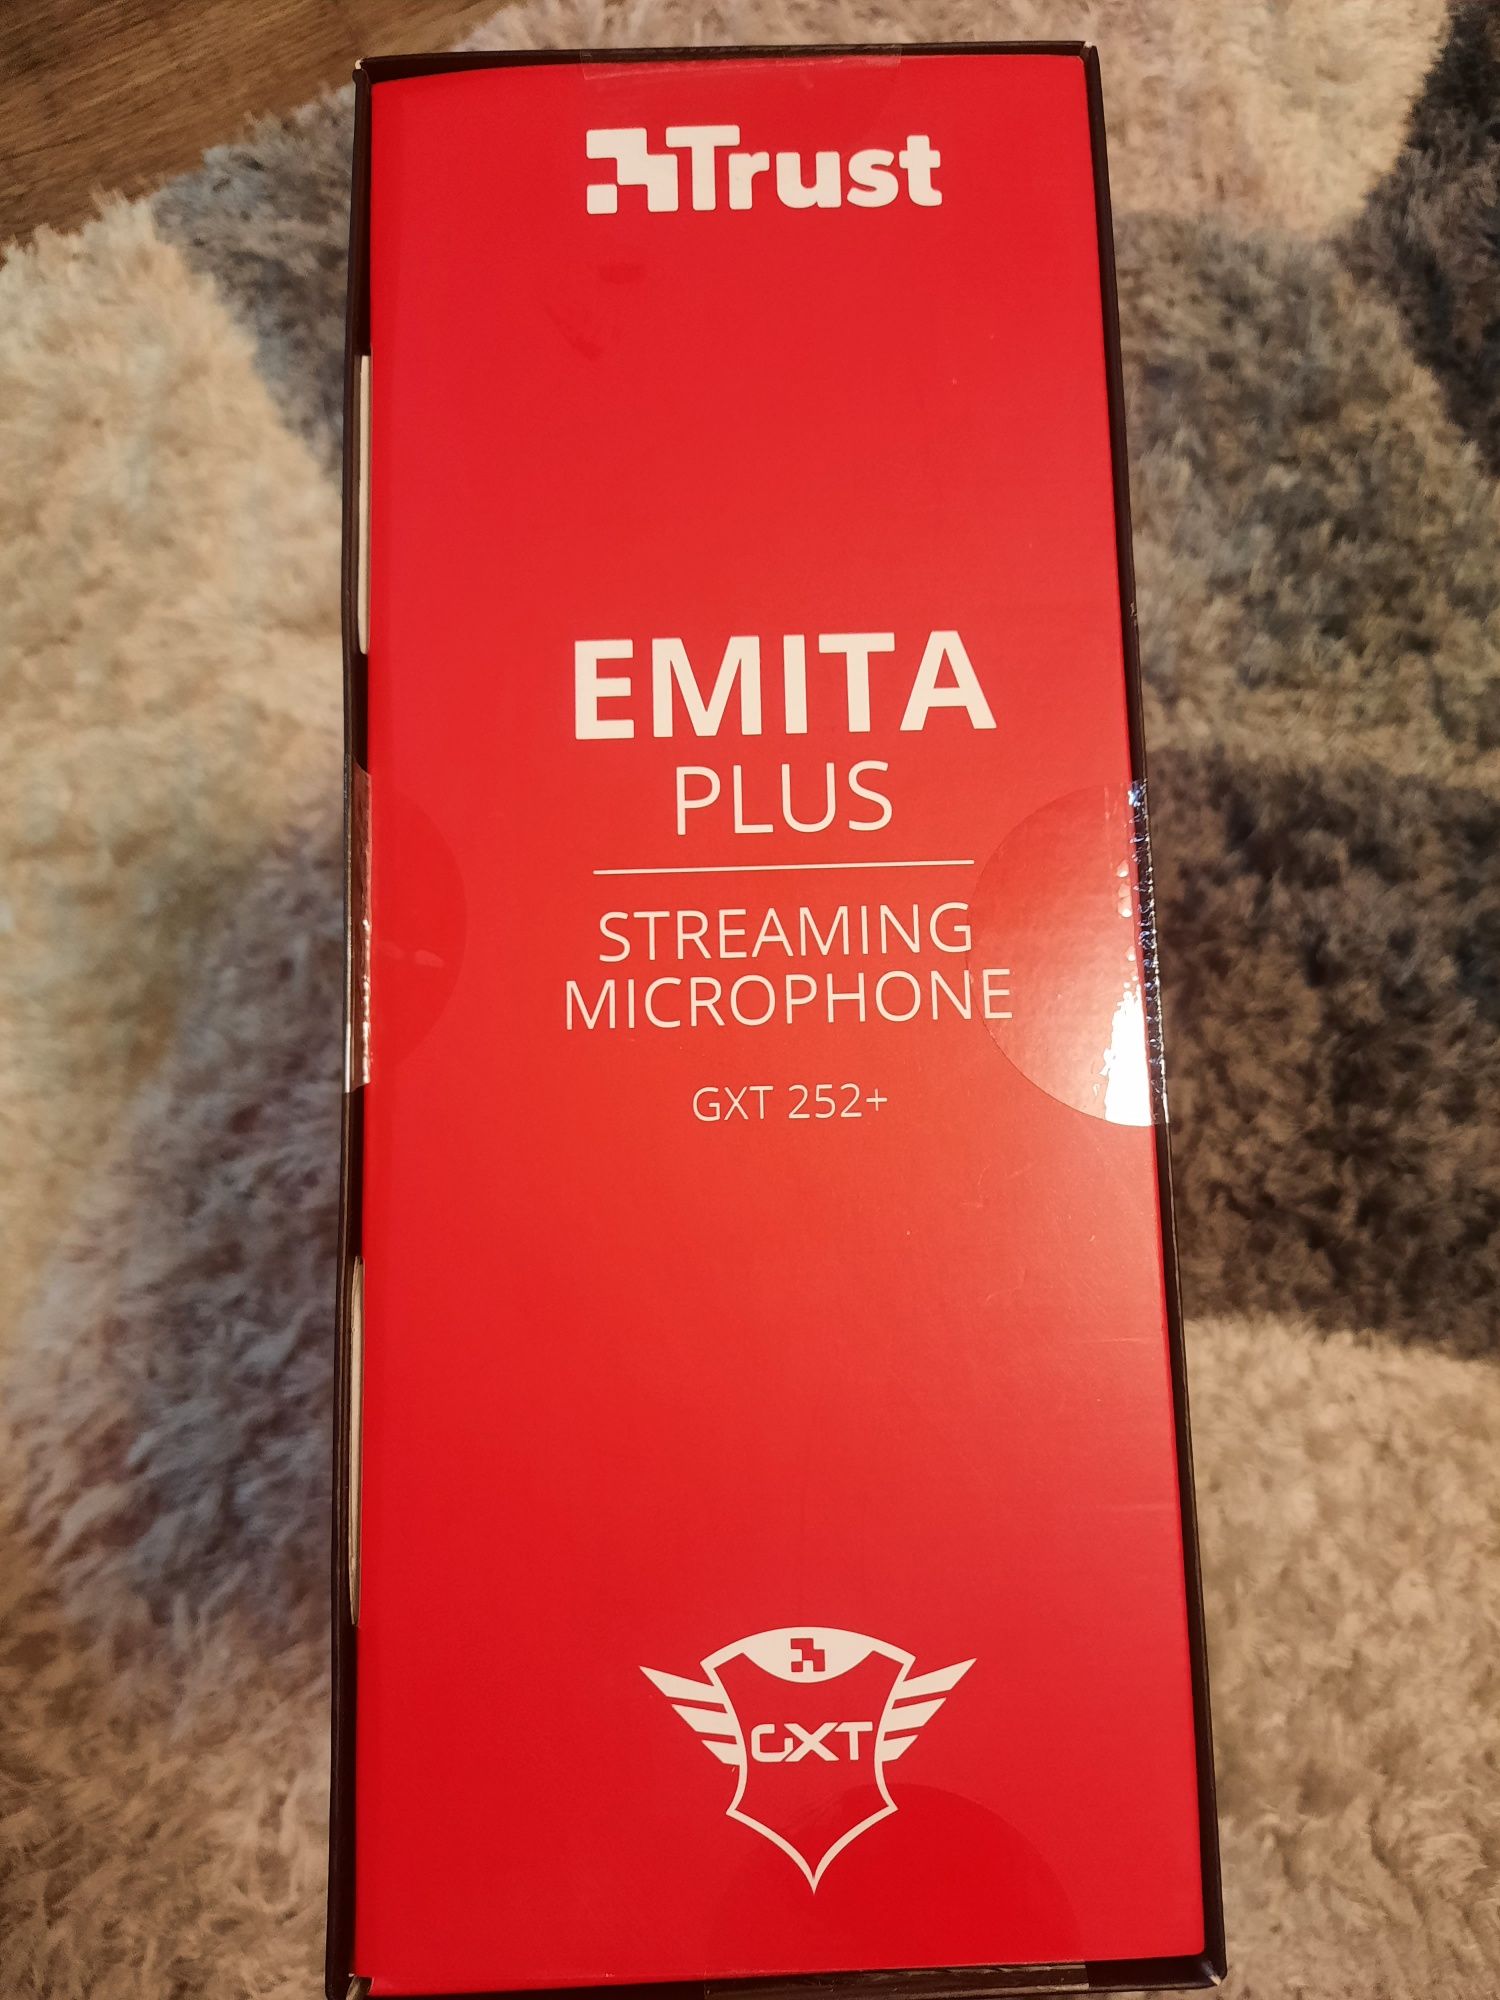 Trust
EMITA
PLUS
STREAMING
MICROPHONE
GXT 252+
GXT